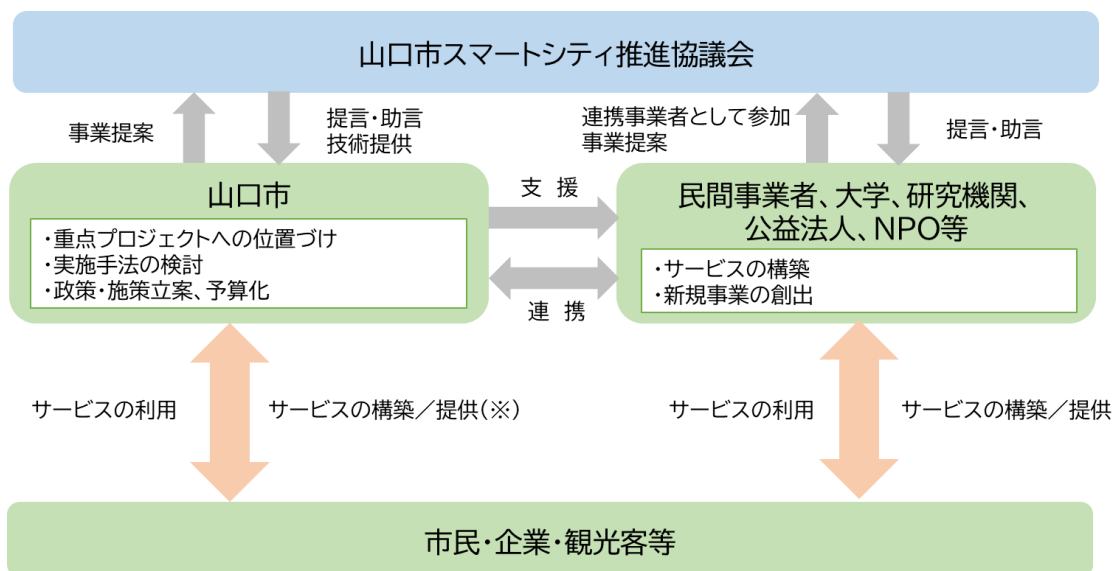 山口市スマートシティ推進協議会
事業提案
提言・助言
技術提供
連携事業者として参加
事業提案
提言・助言
山口市
・重点プロジェクトへの位置づけ
・実施手法の検討
・政策・施策立案、予算化
支　援
連　携
民間事業者、大学、研究機関、
公益法人、NPO等
・サービスの構築
・新規事業の創出
サービスの利用
サービスの構築／提供(※)
サービスの利用
サービスの構築／提供
市民・企業・観光客等